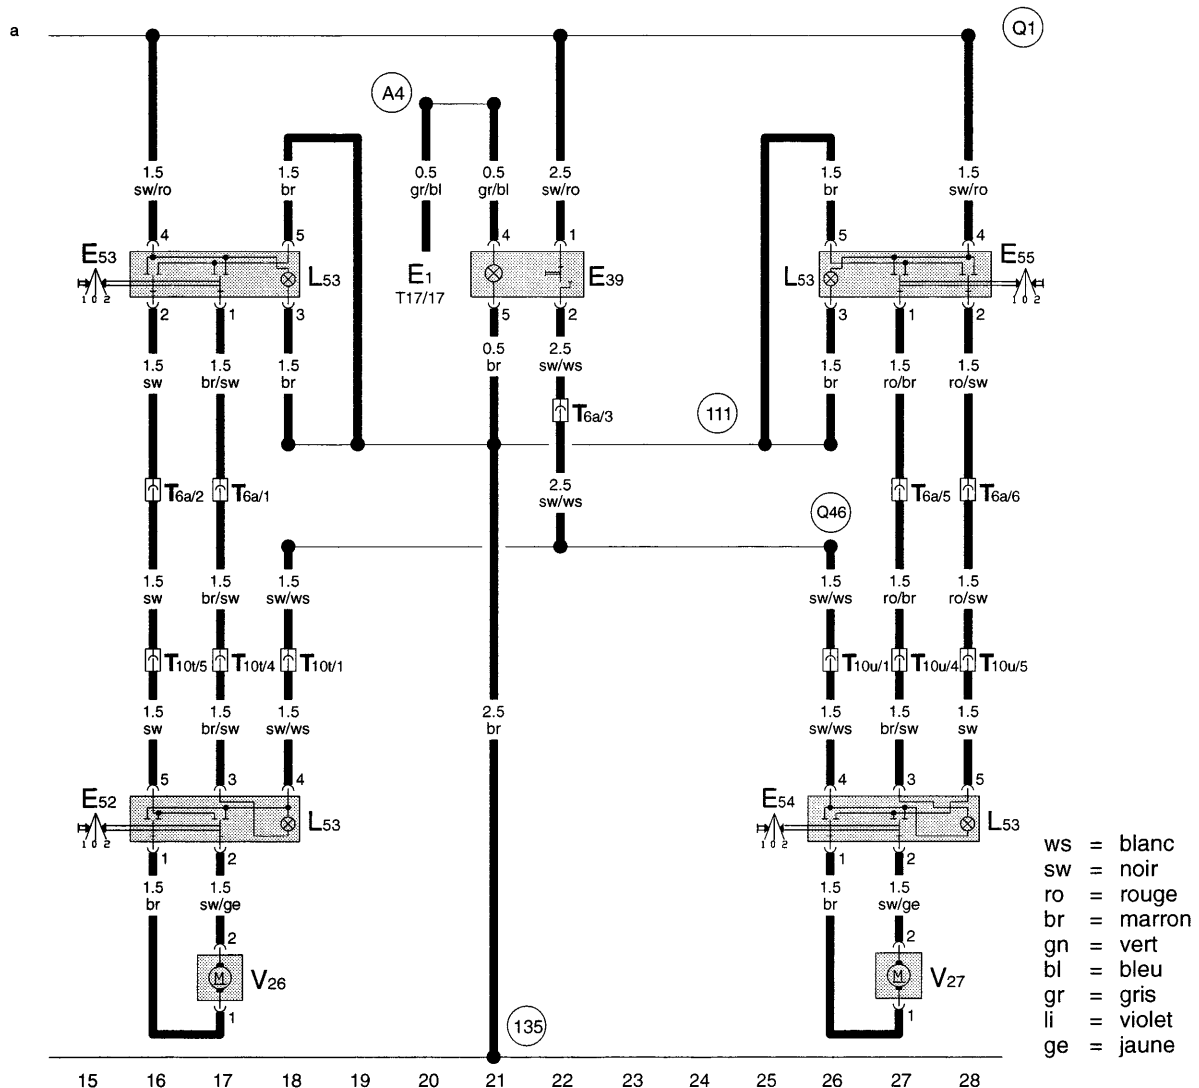 a
Q1
A4
1.5 1.5 0.5 0.5 2.5 1.5 1.5
sw/ro br gr/bl gr/bl sw/ro br sw/ro
4 5 4 1 5 4
E53 L53 E1 E39 L53 E55
T17/17
1 0 2 1 0 2
2 1 3 5 2 3 1 2
0.5 2.5
br sw/ws
1.5 1.5 1.5 1.5 1.5 1.5
sw br/sw br br ro/br ro/sw
T6a/3
111
T6a/2 T6a/1 2.5 T6a/5 T6a/6
sw/ws
Q46
1.5 1.5 1.5 1.5 1.5 1.5
sw br/sw sw/ws sw/ws ro/br ro/sw
T10t/5 T10t/4 T10t/1 T10u/1 T10u/4 T10u/5
1.5 1.5 1.5 2.5 1.5 1.5 1.5
sw br/sw sw/ws br sw/ws br/sw sw
5 3 4 4 3 5
E52 L53 E54 L53
1 0 2 1 0 2
1 2 1 2
1.5 1.5 1.5 1.5
br sw/ge br sw/ge
2 2
M V26 M V27
1 1
135
ws = blanc
sw = noir
ro = rouge
br = marron
gn = vert
bl = bleu
gr = gris
li = violet
ge = jaune
15 16 17 18 19 20 21 22 23 24 25 26 27 28